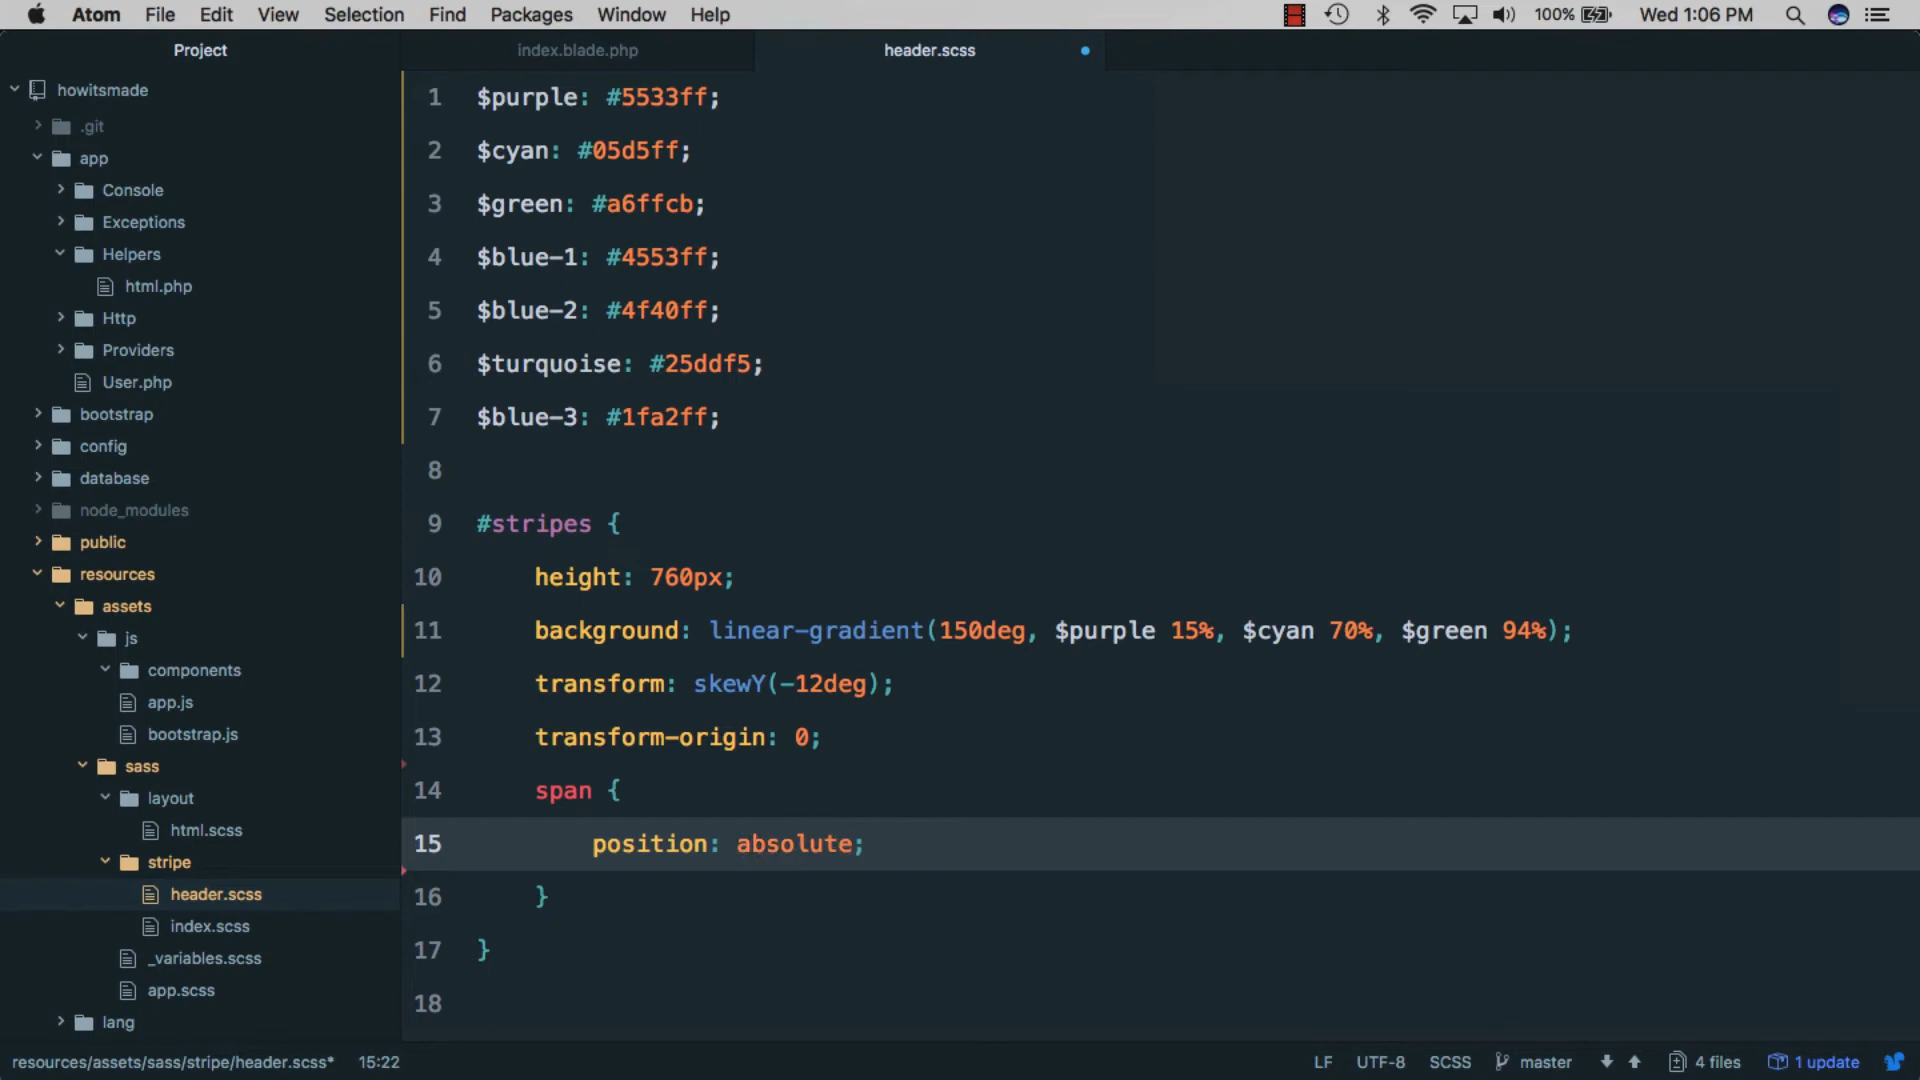 Atom File Edit View Selection Find Packages Window Help 100% Wed 1:06 PM
Project index.blade.php header.scss
howitsmade
.git
app
Console
Exceptions
Helpers
html.php
Http
Providers
User.php
bootstrap
config
database
node_modules
public
resources
assets
js
components
app.js
bootstrap.js
sass
layout
html.scss
stripe
header.scss
index.scss
_variables.scss
app.scss
lang
1 $purple: #5533ff;
2 $cyan: #05d5ff;
3 $green: #a6ffcb;
4 $blue-1: #4553ff;
5 $blue-2: #4f40ff;
6 $turquoise: #25ddf5;
7 $blue-3: #1fa2ff;
8
9 #stripes {
10 height: 760px;
11 background: linear-gradient(150deg, $purple 15%, $cyan 70%, $green 94%);
12 transform: skewY(-12deg);
13 transform-origin: 0;
14 span {
15 position: absolute;
16 }
17 }
18
resources/assets/sass/stripe/header.scss* 15:22 LF UTF-8 SCSS master 4 files 1 update